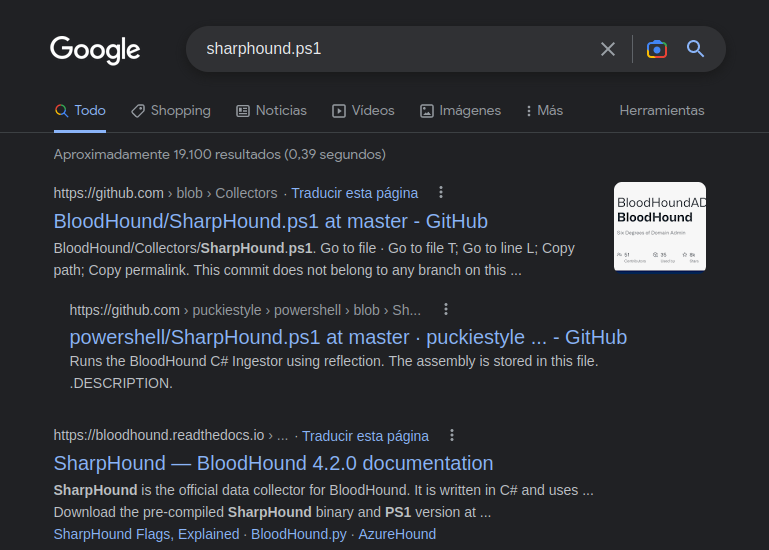 Google
sharphound.ps1
Todo
Shopping
Noticias
Videos
Imágenes
Más
Herramientas
Aproximadamente 19.100 resultados (0,39 segundos)
https://github.com › blob › Collectors · Traducir esta página
BloodHound/SharpHound.ps1 at master - GitHub
BloodHound/Collectors/SharpHound.ps1. Go to file · Go to file T; Go to line L; Copy
path; Copy permalink. This commit does not belong to any branch on this ...
BloodHoundAD
BloodHound
Six Degrees of Domain Admin
https://github.com › puckiestyle › powershell › blob › Sh...
powershell/SharpHound.ps1 at master · puckiestyle ... - GitHub
Runs the BloodHound C# Ingestor using reflection. The assembly is stored in this file.
.DESCRIPTION.
https://bloodhound.readthedocs.io › ... · Traducir esta página
SharpHound — BloodHound 4.2.0 documentation
SharpHound is the official data collector for BloodHound. It is written in C# and uses ...
Download the pre-compiled SharpHound binary and PS1 version at ...
SharpHound Flags, Explained · BloodHound.py · AzureHound